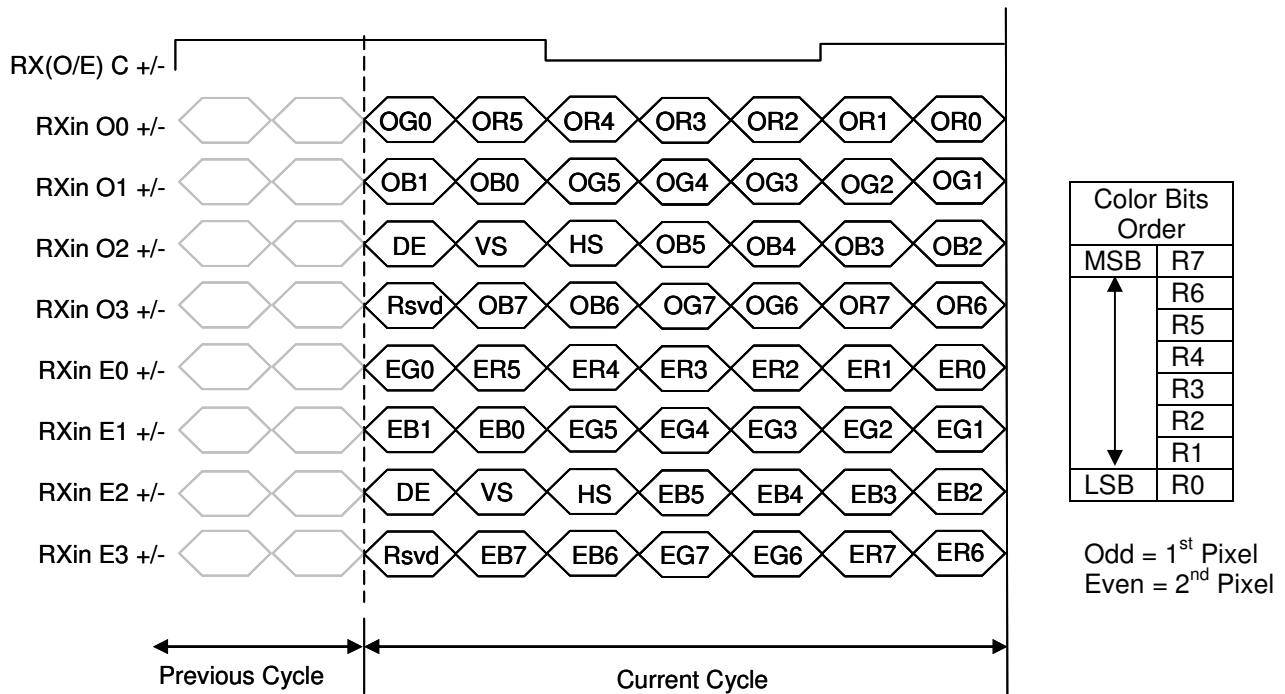 RX(O/E) C +/-
RXin O0 +/- OG0 OR5 OR4 OR3 OR2 OR1 OR0
RXin O1 +/- OB1 OB0 OG5 OG4 OG3 OG2 OG1
RXin O2 +/- DE VS HS OB5 OB4 OB3 OB2
RXin O3 +/- Rsvd OB7 OB6 OG7 OG6 OR7 OR6
RXin E0 +/- EG0 ER5 ER4 ER3 ER2 ER1 ER0
RXin E1 +/- EB1 EB0 EG5 EG4 EG3 EG2 EG1
RXin E2 +/- DE VS HS EB5 EB4 EB3 EB2
RXin E3 +/- Rsvd EB7 EB6 EG7 EG6 ER7 ER6
Previous Cycle Current Cycle
Color Bits
Order
MSB R7
R6
R5
R4
R3
R2
R1
LSB R0
Odd = 1st Pixel
Even = 2nd Pixel